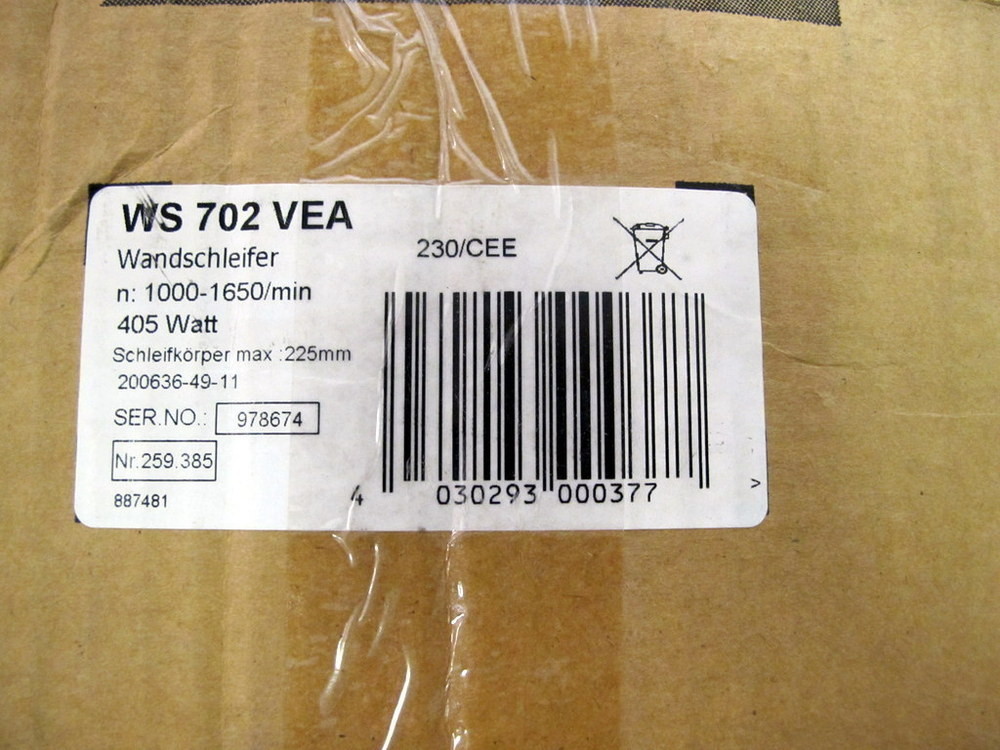 WS 702 VEA
Wandschleifer
n: 1000-1650/min
405 Watt
Schleifkörper max :225mm
200636-49-11
SER.NO.: 978674
Nr.259.385
887481
230/CEE
4 030293 000377 >